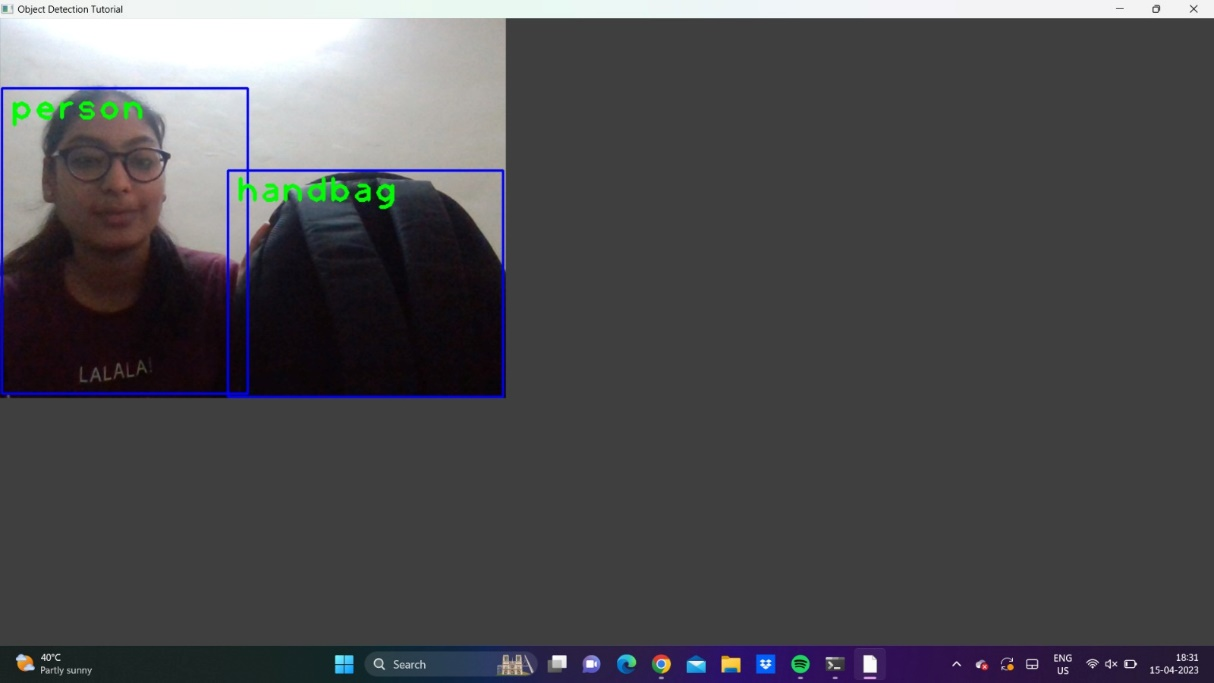 Object Detection Tutorial
person
handbag
LALALA!
40°C
Partly sunny
Search
ENG
US
18:31
15-04-2023